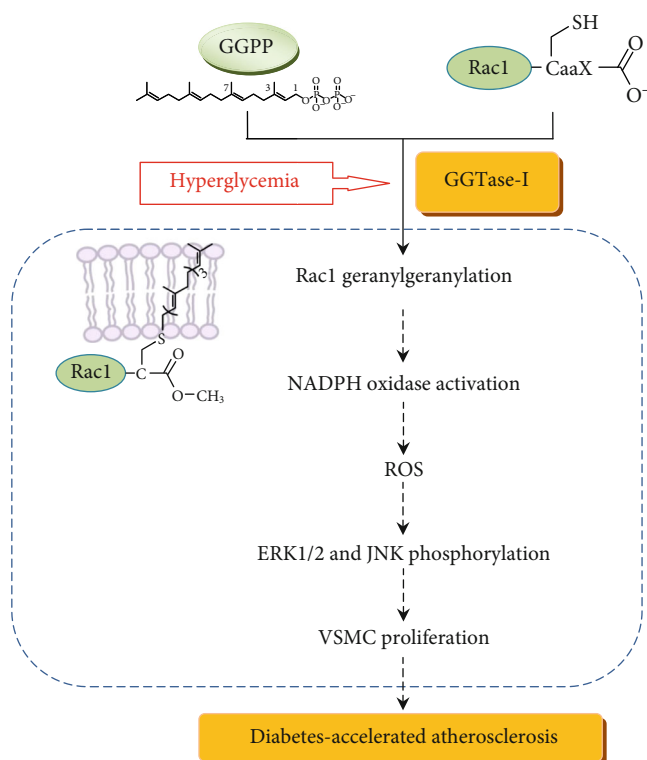 GGPP
7 3 1
O O
O P O P O⁻
O⁻ O⁻
SH
Rac1 CaaX O
O⁻
Hyperglycemia
GGTase-I
3
Rac1 geranylgeranylation
S
Rac1 C O
O–CH₃
NADPH oxidase activation
ROS
ERK1/2 and JNK phosphorylation
VSMC proliferation
Diabetes-accelerated atherosclerosis